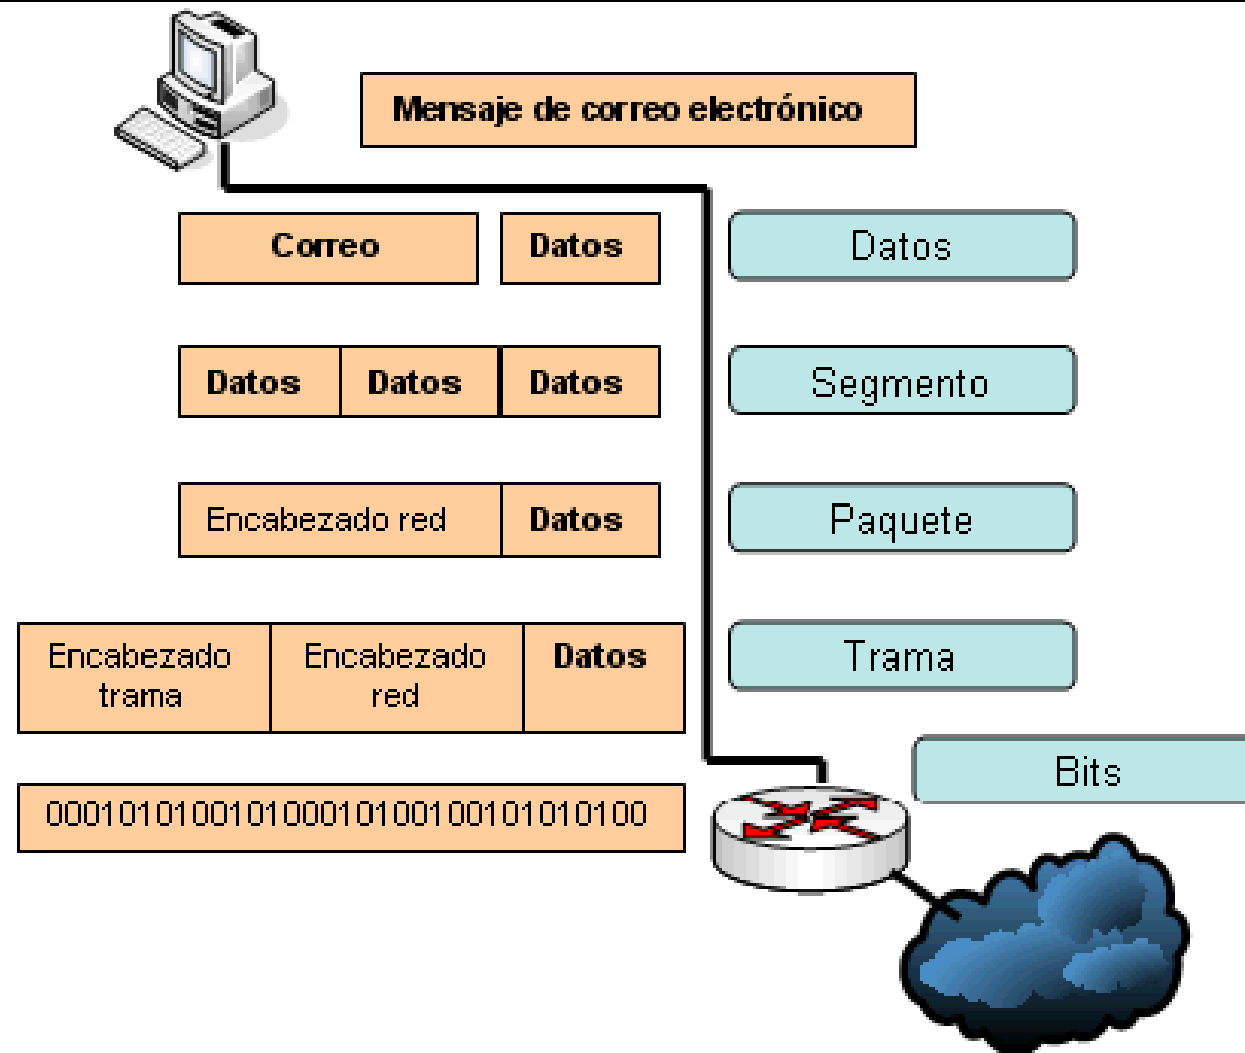 Mensaje de correo electrónico
Correo
Datos
Datos
Datos
Datos
Datos
Segmento
Encabezado red
Datos
Paquete
Encabezado
trama
Encabezado
red
Datos
Trama
Bits
00010101001010001010010010101010100